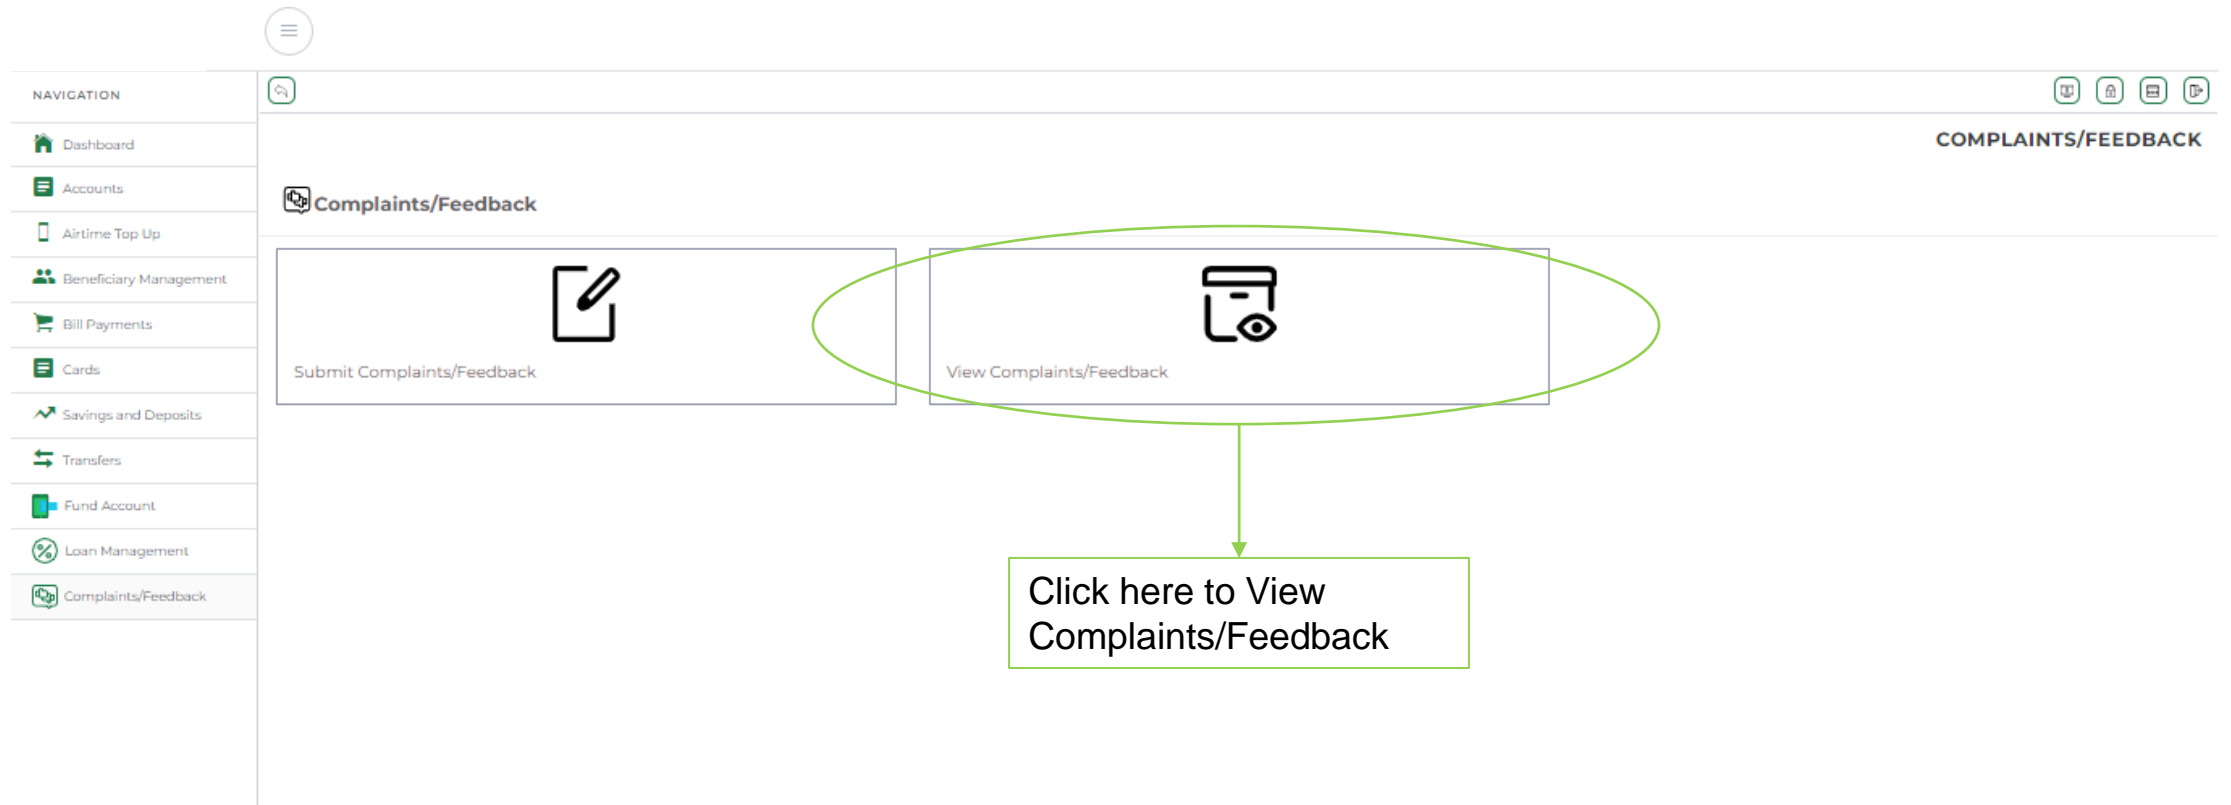 NAVIGATION
Dashboard
Accounts
Airtime Top Up
Beneficiary Management
Bill Payments
Cards
Savings and Deposits
Transfers
Fund Account
Loan Management
Complaints/Feedback
COMPLAINTS/FEEDBACK
Complaints/Feedback
Submit Complaints/Feedback
View Complaints/Feedback
Click here to View
Complaints/Feedback